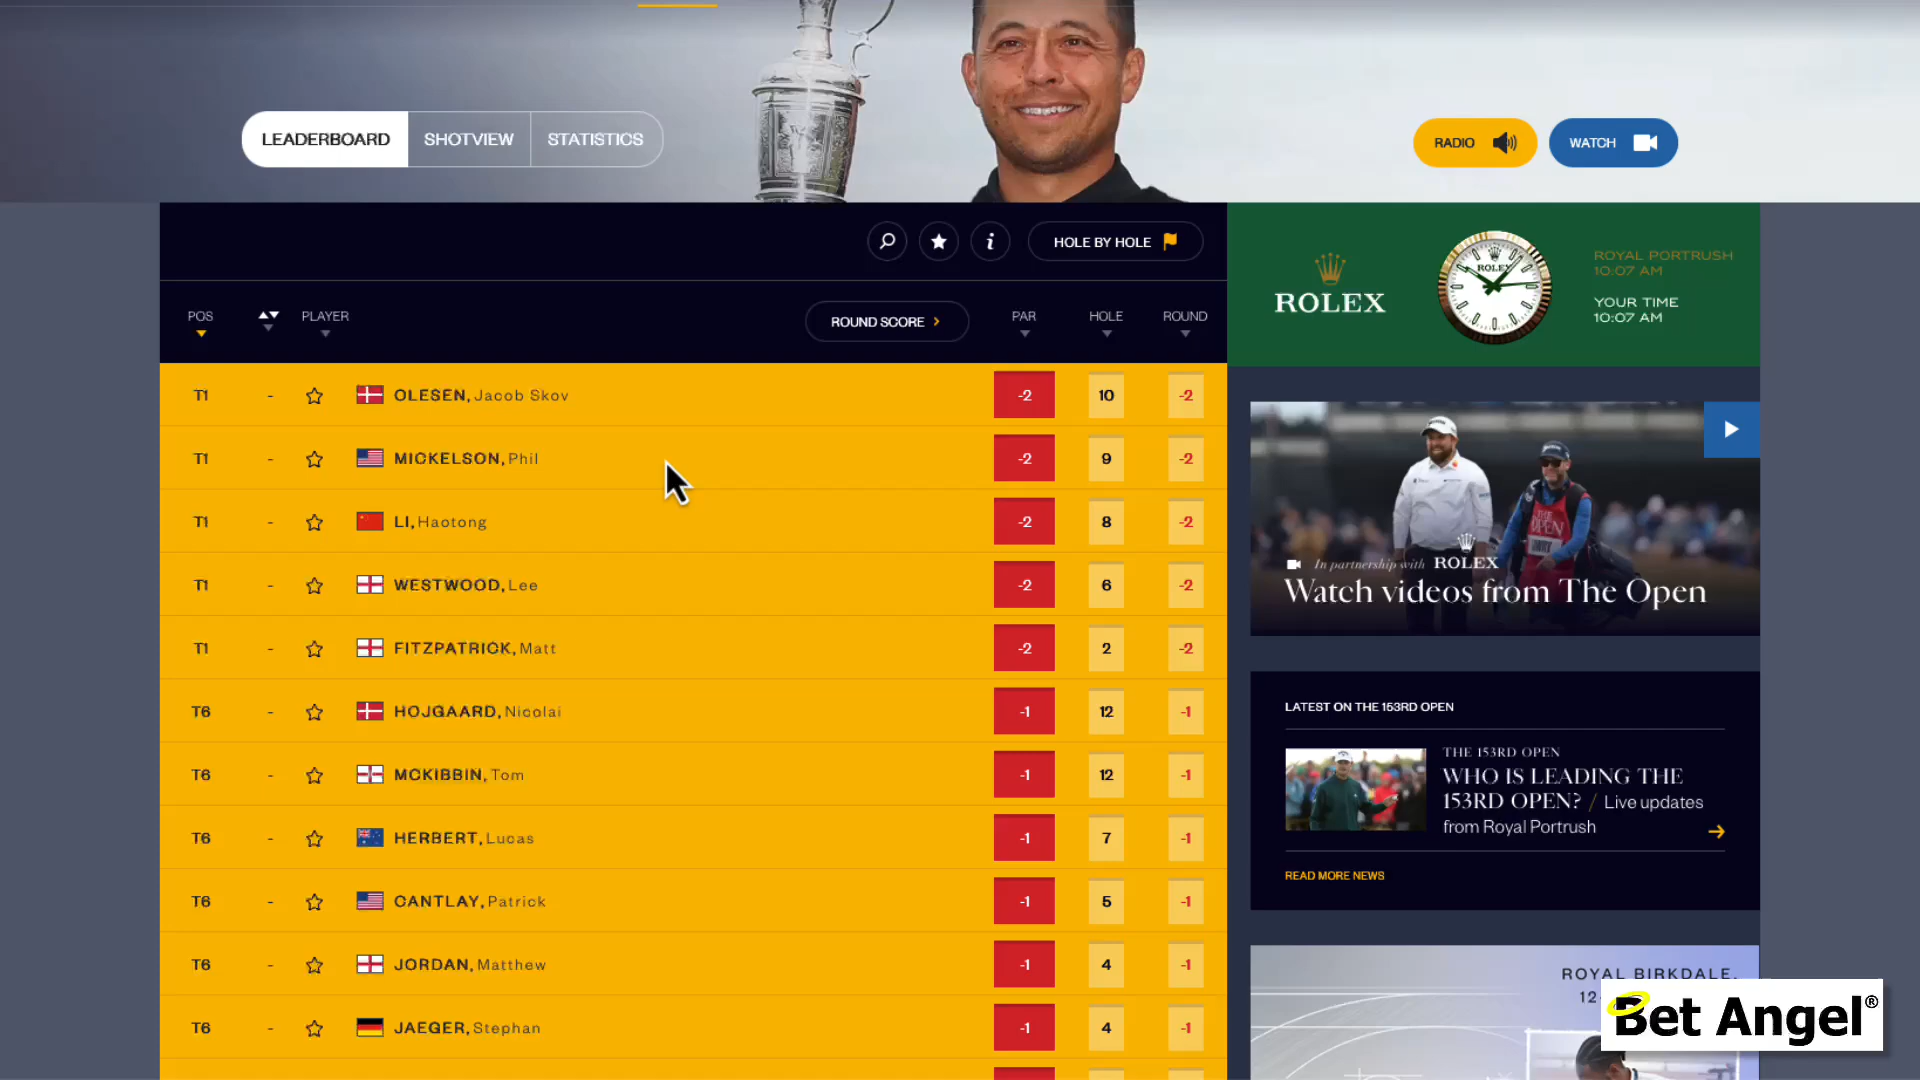 LEADERBOARD SHOTVIEW STATISTICS
RADIO
WATCH
HOLE BY HOLE
POS PLAYER ROUND SCORE > PAR HOLE ROUND
T1 - OLESEN, Jacob Skov -2 10 -2
T1 - MICKELSON, Phil -2 9 -2
T1 - LI, Haotong -2 8 -2
T1 - WESTWOOD, Lee -2 6 -2
T1 - FITZPATRICK, Matt -2 2 -2
T6 - HOJGAARD, Nicolai -1 12 -1
T6 - MCKIBBIN, Tom -1 12 -1
T6 - HERBERT, Lucas -1 7 -1
T6 - CANTLAY, Patrick -1 5 -1
T6 - JORDAN, Matthew -1 4 -1
T6 - JAEGER, Stephan -1 4 -1
ROLEX
ROLEX
ROYAL PORTRUSH
10:07 AM
YOUR TIME
10:07 AM
THE
OPEN
In partnership with ROLEX
Watch videos from The Open
LATEST ON THE 153RD OPEN
THE 153RD OPEN
WHO IS LEADING THE
153RD OPEN? / Live updates
from Royal Portrush
READ MORE NEWS
ROYAL BIRKDALE,
12
Bet Angel®